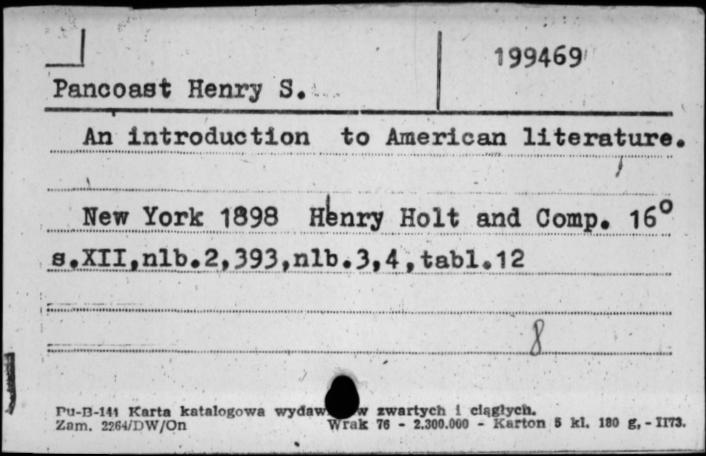 199469
Pancoast Henry S.
An introduction to American literature.
New York 1898 Henry Holt and Comp. 16°
s.XII,nlb.2,393,nlb.3,4,tabl.12
8
Pu-B-141 Karta katalogowa zwartych i ciągłych.
Zam. 2264/DW/On Wrak 76 - 2.300.000 - Karton 5 kl. 180 g, - II73.